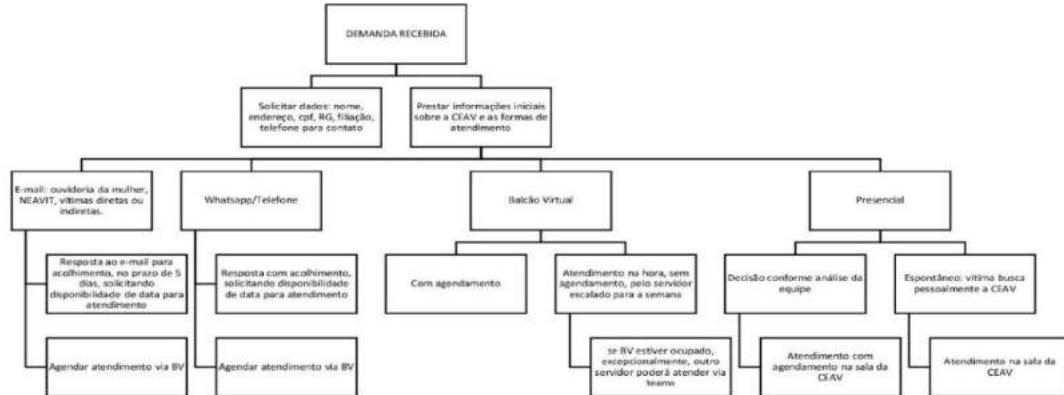 DEMANDA RECEBIDA
Solicitar dados: nome,
endereço, cpf, RG, filiação,
telefone para contato
Prestar informações iniciais
sobre a CEAV e as formas de
atendimento
E-mail: ouvidoria da mulher,
NEAVIT, vítimas diretas ou
indiretas.
Whatsapp/Telefone
Balcão Virtual
Presencial
Resposta ao e-mail para
acolhimento, no prazo de 5
dias, solicitando
disponibilidade de data para
atendimento
Resposta com acolhimento,
solicitando disponibilidade
de data para atendimento
Com agendamento
Atendimento na hora, sem
agendamento, pelo servidor
escalado para a semana
Decisão conforme análise da
equipe
Espontâneo: vítima busca
pessoalmente a CEAV
Agendar atendimento via BV
Agendar atendimento via BV
se BV estiver ocupado,
excepcionalmente, outro
servidor poderá atender via
teams
Atendimento com
agendamento na sala da
CEAV
Atendimento na sala da
CEAV